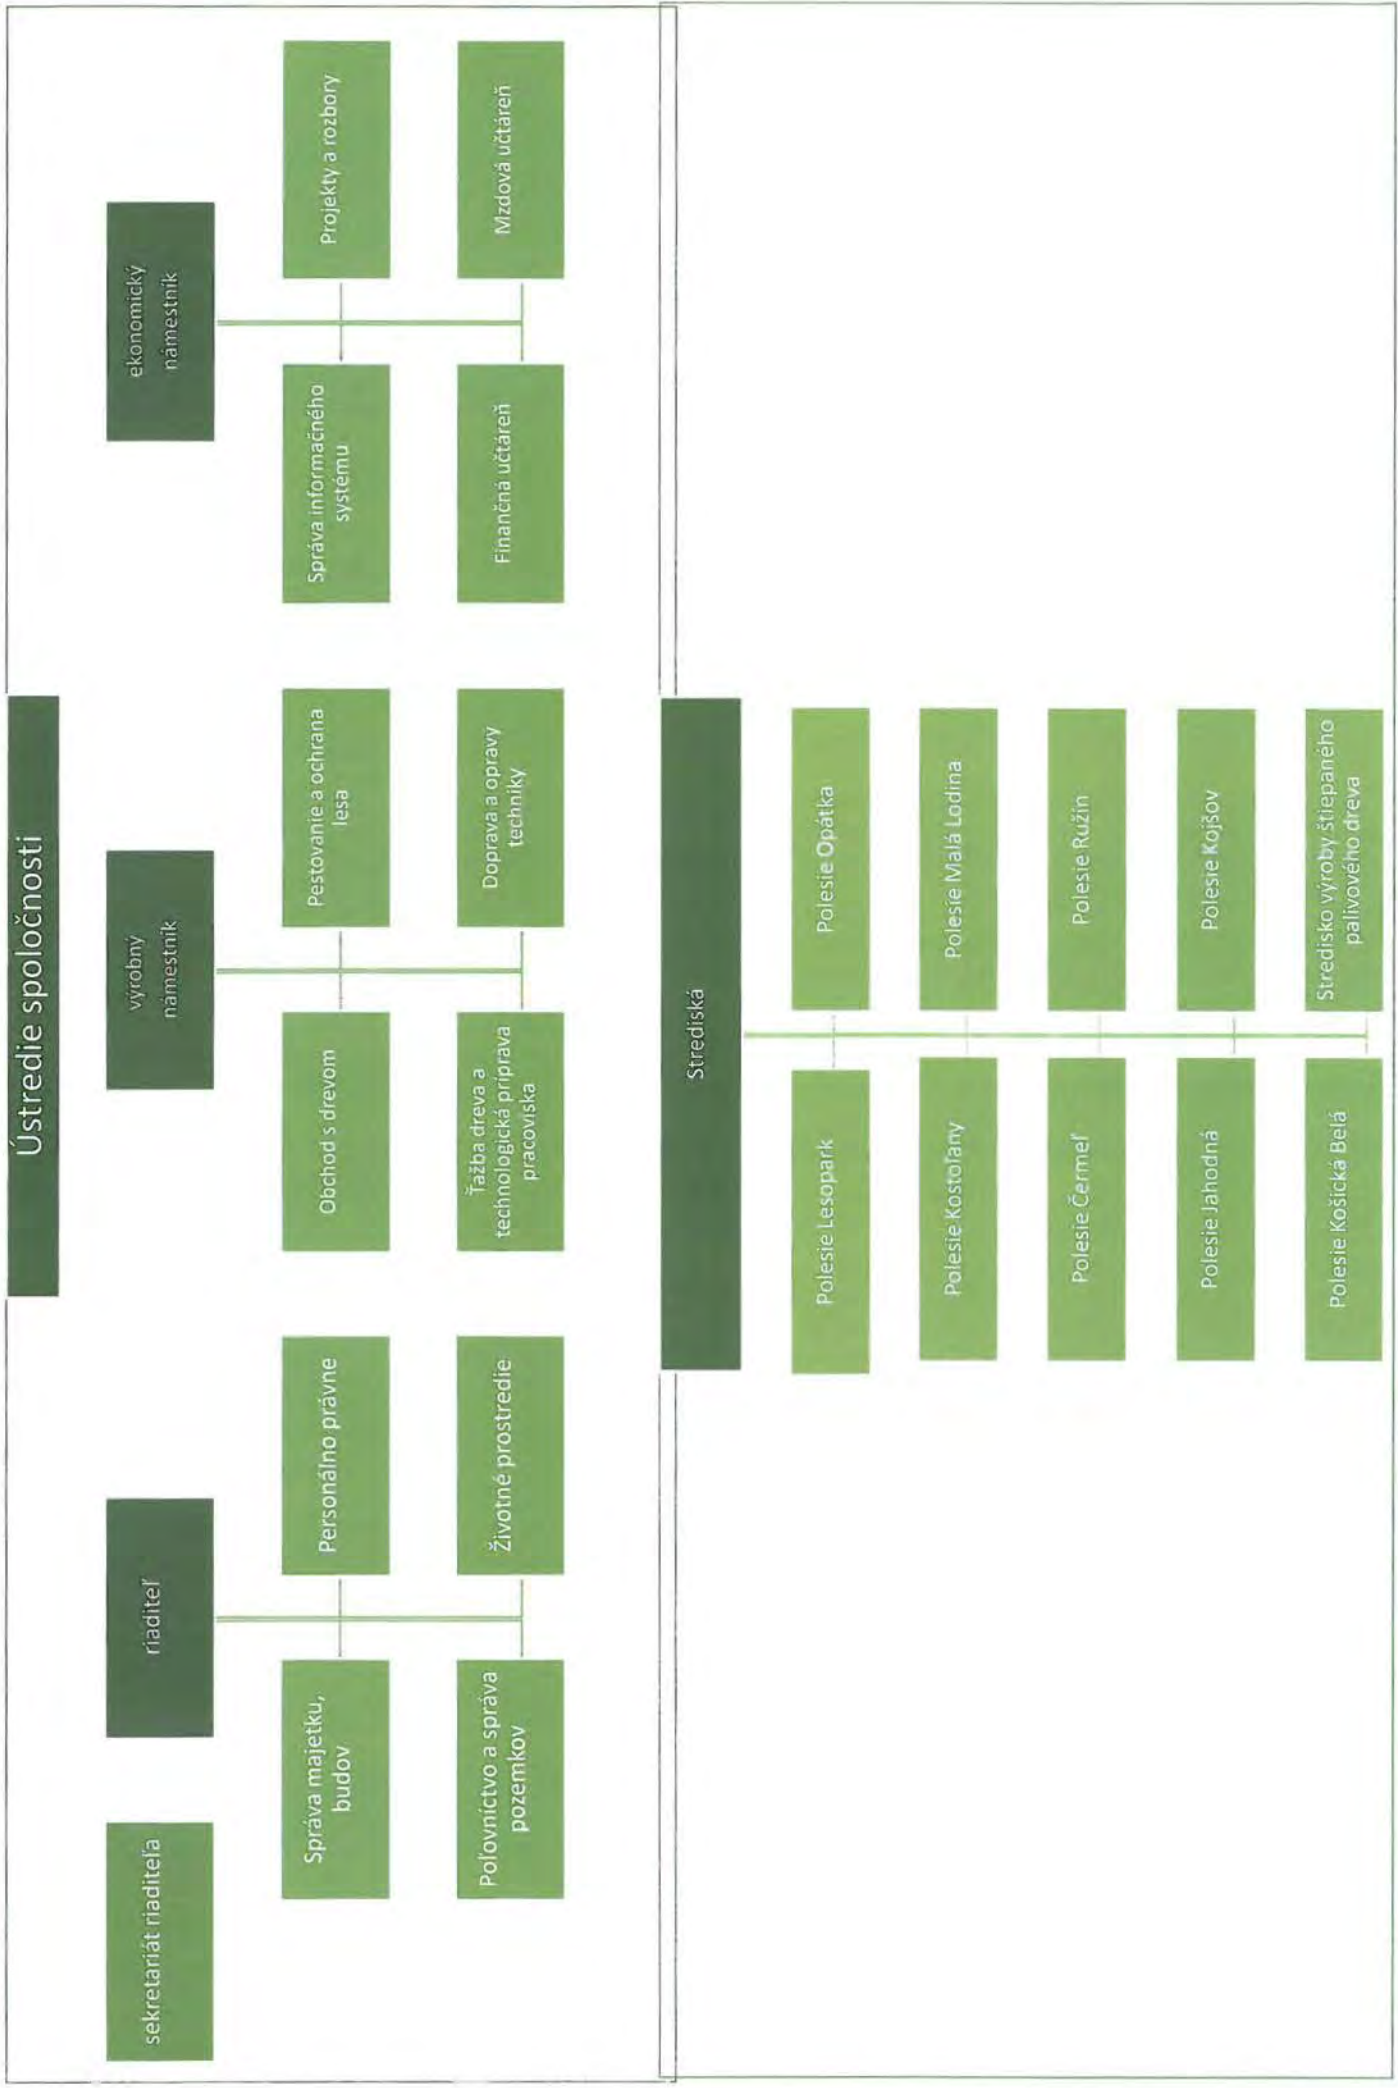 Ústredie spoločnosti
sekretariát riaditeľa
riaditeľ
výrobný
námestník
ekonomický
námestník
Správa majetku,
budov
Personálno právne
Obchod s drevom
Pestovanie a ochrana
lesa
Správa informačného
systému
Projekty a rozbory
Poľovníctvo a správa
pozemkov
Životné prostredie
Ťažba dreva a
technologická príprava
pracoviska
Doprava a opravy
techniky
Finančná učtáreň
Mzdová učtáreň
Strediská
Polesie Lesopark
Polesie Opátka
Polesie Kostoľany
Polesie Malá Lodina
Polesie Čermeľ
Polesie Ružín
Polesie Jahodná
Polesie Kojšov
Polesie Košická Belá
Stredisko výroby štiepaného
palivového dreva